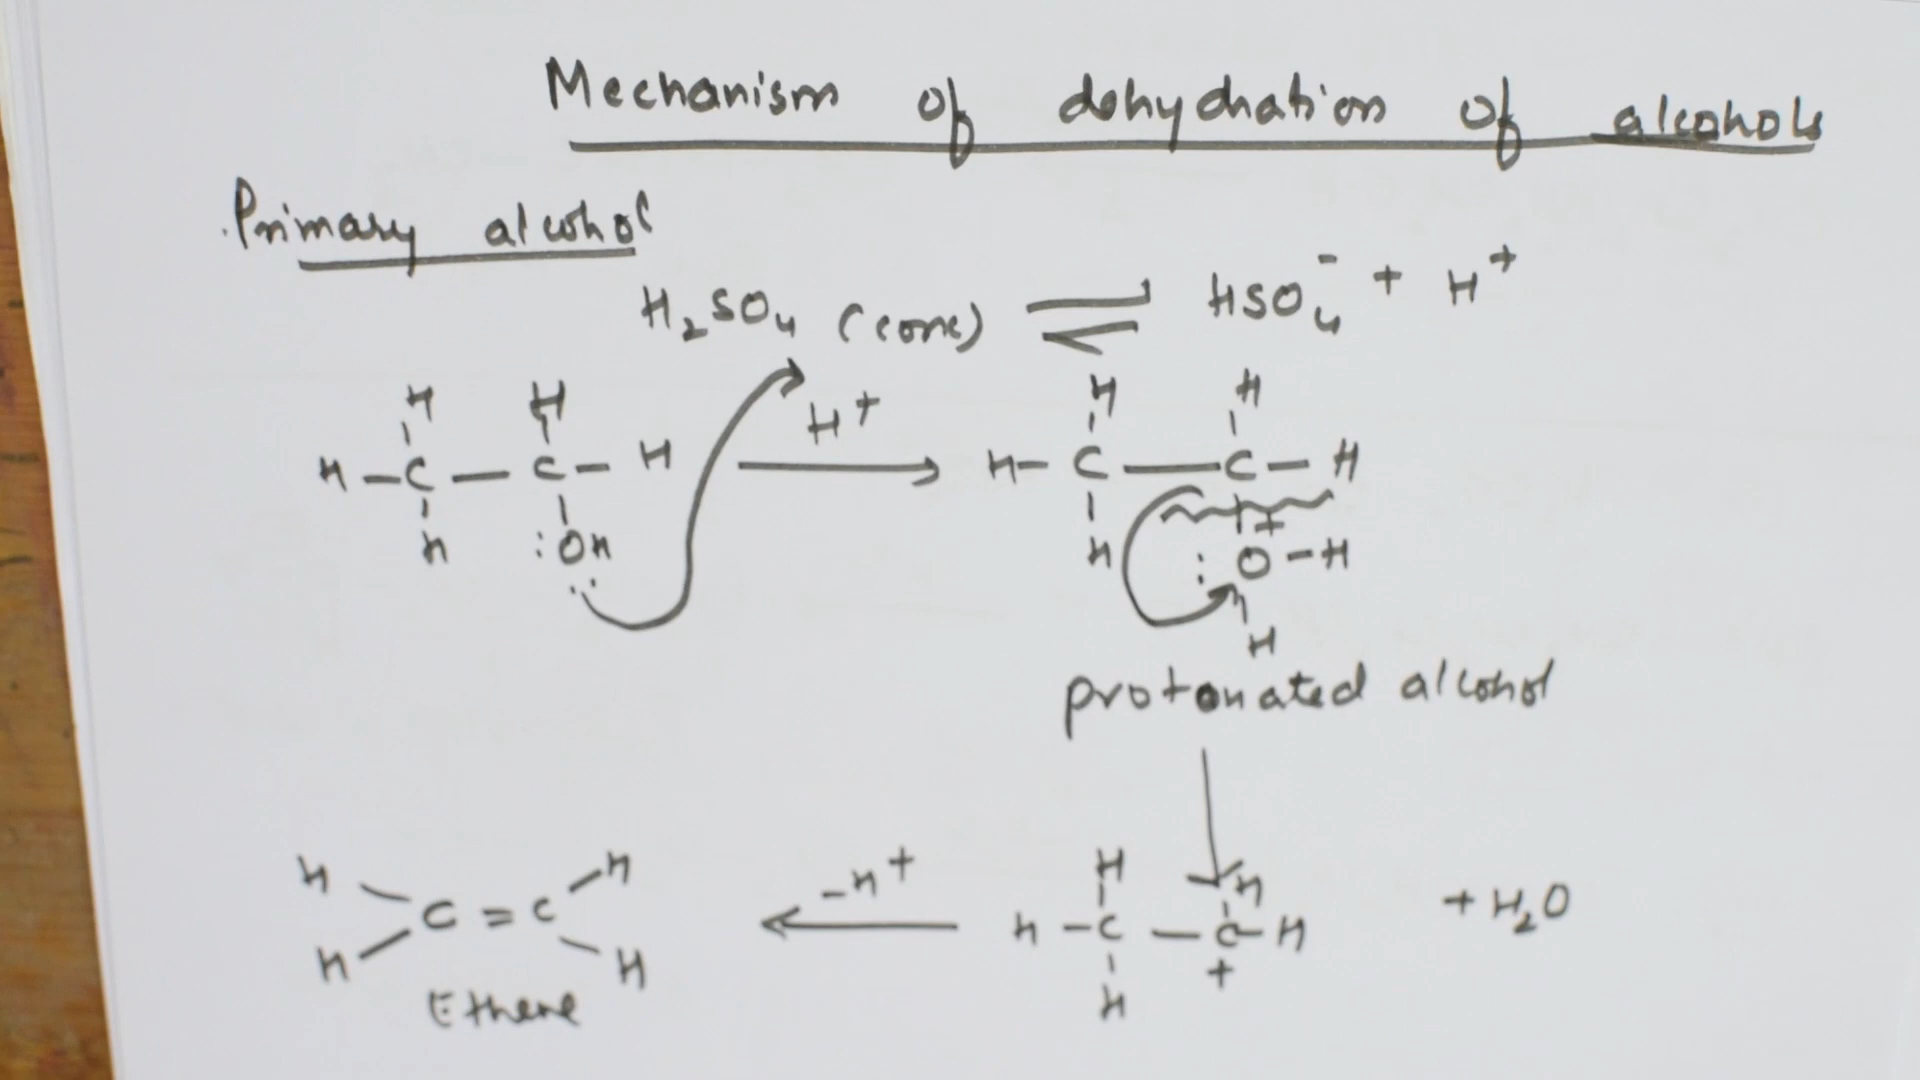 Mechanism of dehydration of alcohols
Primary alcohol
H₂SO₄ (conc) ⇌ HSO₄⁻ + H⁺
H H H H
H – C – C – H H⁺ → H – C – C – H
H :OH H :O⁺ – H
H
protonated alcohol
H H H H
C = C ← –H⁺ H – C – C – H + H₂O
H H H +
Ethene